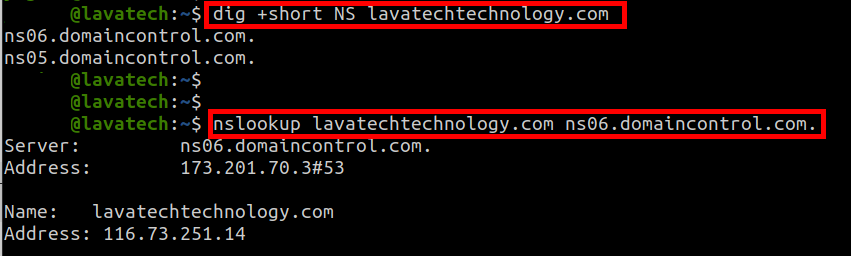 @lavatech:~$ dig +short NS lavatechtechnology.com
ns06.domaincontrol.com.
ns05.domaincontrol.com.
@lavatech:~$
@lavatech:~$
@lavatech:~$ nslookup lavatechtechnology.com ns06.domaincontrol.com.
Server: ns06.domaincontrol.com.
Address: 173.201.70.3#53
Name: lavatechtechnology.com
Address: 116.73.251.14